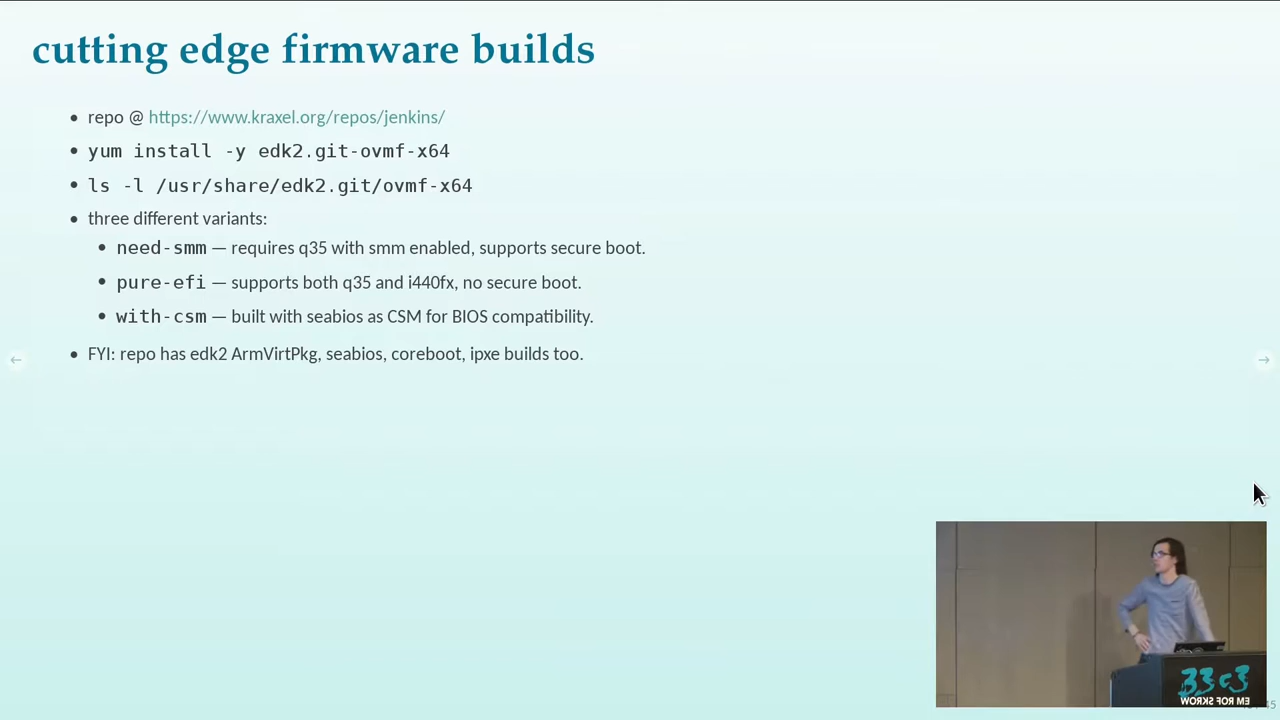 cutting edge firmware builds
• repo @ https://www.kraxel.org/repos/jenkins/
• yum install -y edk2.git-ovmf-x64
• ls -l /usr/share/edk2.git/ovmf-x64
• three different variants:
• need-smm — requires q35 with smm enabled, supports secure boot.
• pure-efi — supports both q35 and i440fx, no secure boot.
• with-csm — built with seabios as CSM for BIOS compatibility.
• FYI: repo has edk2 ArmVirtPkg, seabios, coreboot, ipxe builds too.
← →
33c3
WORKS FOR ME